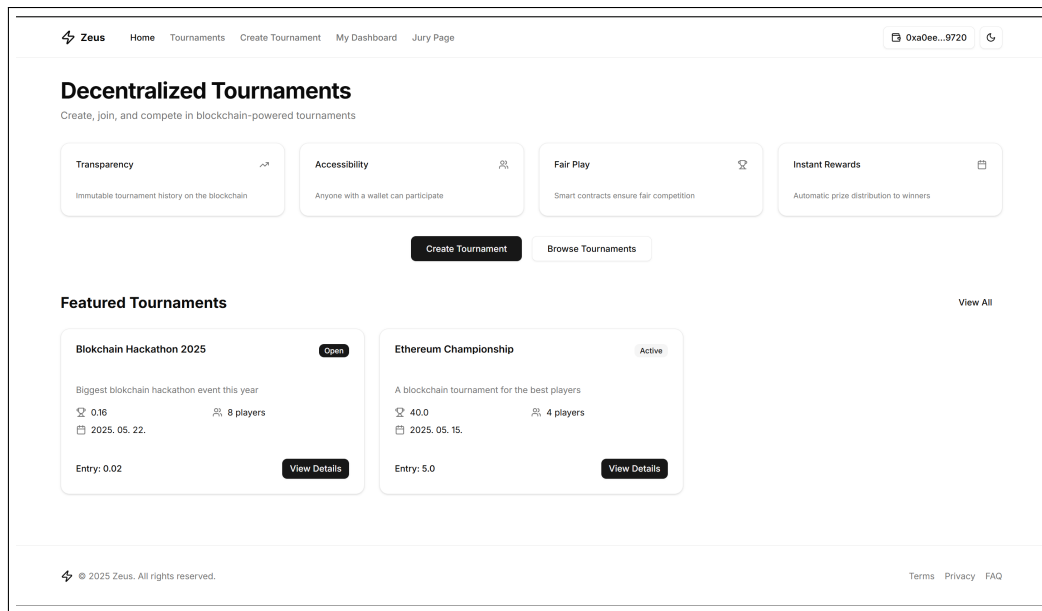 Zeus Home Tournaments Create Tournament My Dashboard Jury Page 0xa0ee...9720
Decentralized Tournaments
Create, join, and compete in blockchain-powered tournaments
Transparency
Immutable tournament history on the blockchain
Accessibility
Anyone with a wallet can participate
Fair Play
Smart contracts ensure fair competition
Instant Rewards
Automatic prize distribution to winners
Create Tournament Browse Tournaments
Featured Tournaments View All
Blokchain Hackathon 2025 Open
Biggest blokchain hackathon event this year
0.16 8 players
2025. 05. 22.
Entry: 0.02 View Details
Ethereum Championship Active
A blockchain tournament for the best players
40.0 4 players
2025. 05. 15.
Entry: 5.0 View Details
© 2025 Zeus. All rights reserved. Terms Privacy FAQ